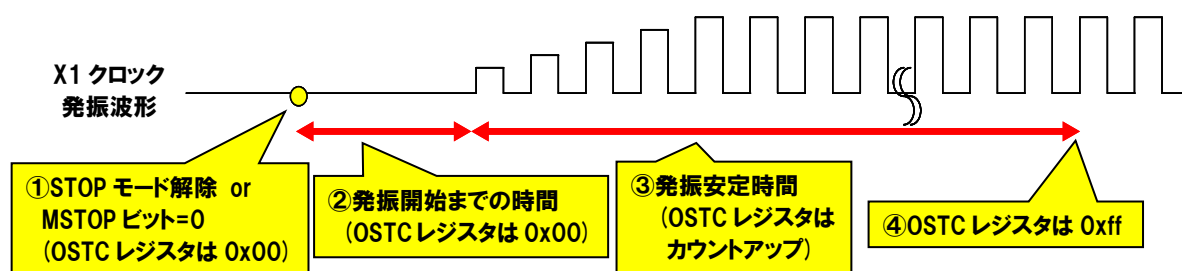 X1 クロック
発振波形
①STOP モード解除 or
MSTOP ビット=0
(OSTC レジスタは 0x00)
②発振開始までの時間
(OSTC レジスタは 0x00)
③発振安定時間
(OSTC レジスタは
カウントアップ)
④OSTC レジスタは 0xff